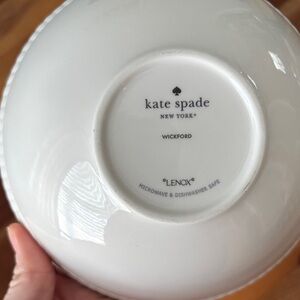 kate spade
NEW YORK®
WICKFORD
®LENOX®
MICROWAVE & DISHWASHER SAFE